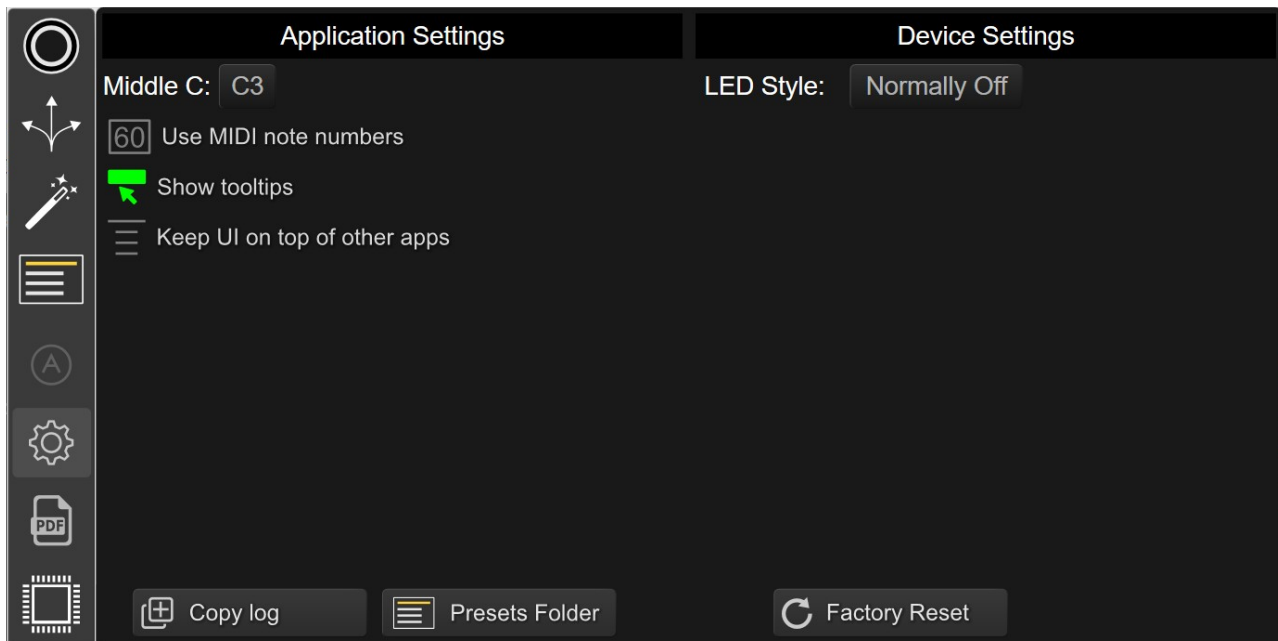 Application Settings
Device Settings
Middle C: C3
LED Style: Normally Off
60 Use MIDI note numbers
Show tooltips
Keep UI on top of other apps
A
PDF
Copy log
Presets Folder
Factory Reset